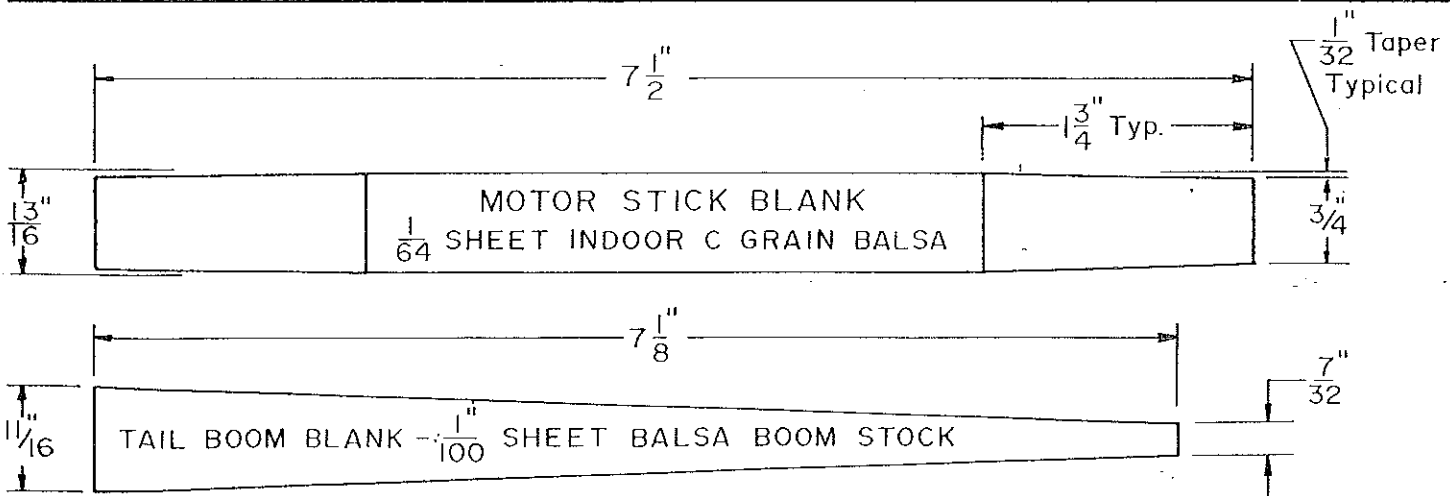 7 1/2"
1/32" Taper
Typical
1 3/4" Typ.
13/16"
MOTOR STICK BLANK
1/64 SHEET INDOOR C GRAIN BALSA
3/4"
7 1/8"
7/32"
11/16"
TAIL BOOM BLANK - 1/100" SHEET BALSA BOOM STOCK